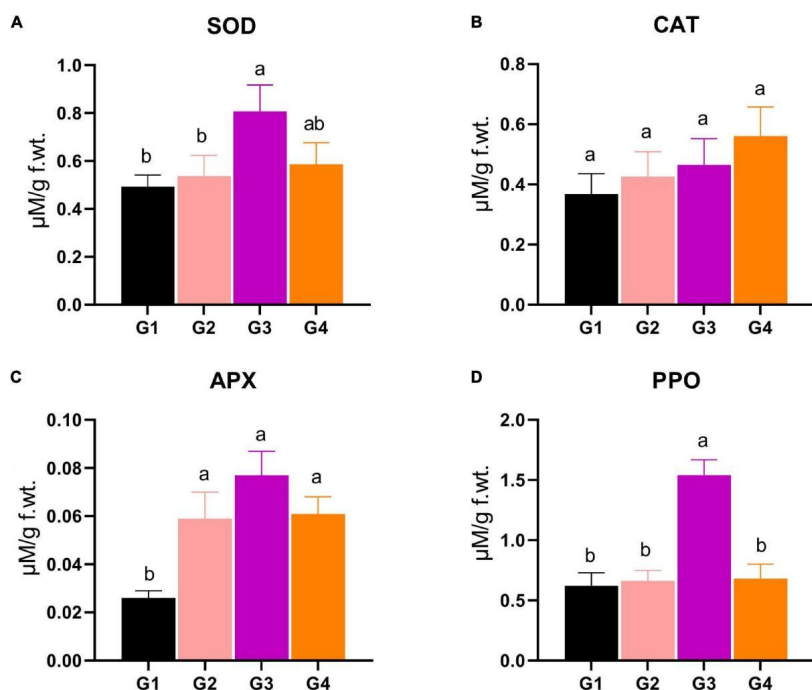 A
SOD
µM/g f.wt.
1.0
0.8
0.6
0.4
0.2
0.0
b
b
a
ab
G1 G2 G3 G4
B
CAT
µM/g f.wt.
0.8
0.6
0.4
0.2
0.0
a
a
a
a
G1 G2 G3 G4
C
APX
µM/g f.wt.
0.10
0.08
0.06
0.04
0.02
0.00
b
a
a
a
G1 G2 G3 G4
D
PPO
µM/g f.wt.
2.0
1.5
1.0
0.5
0.0
b
b
a
b
G1 G2 G3 G4